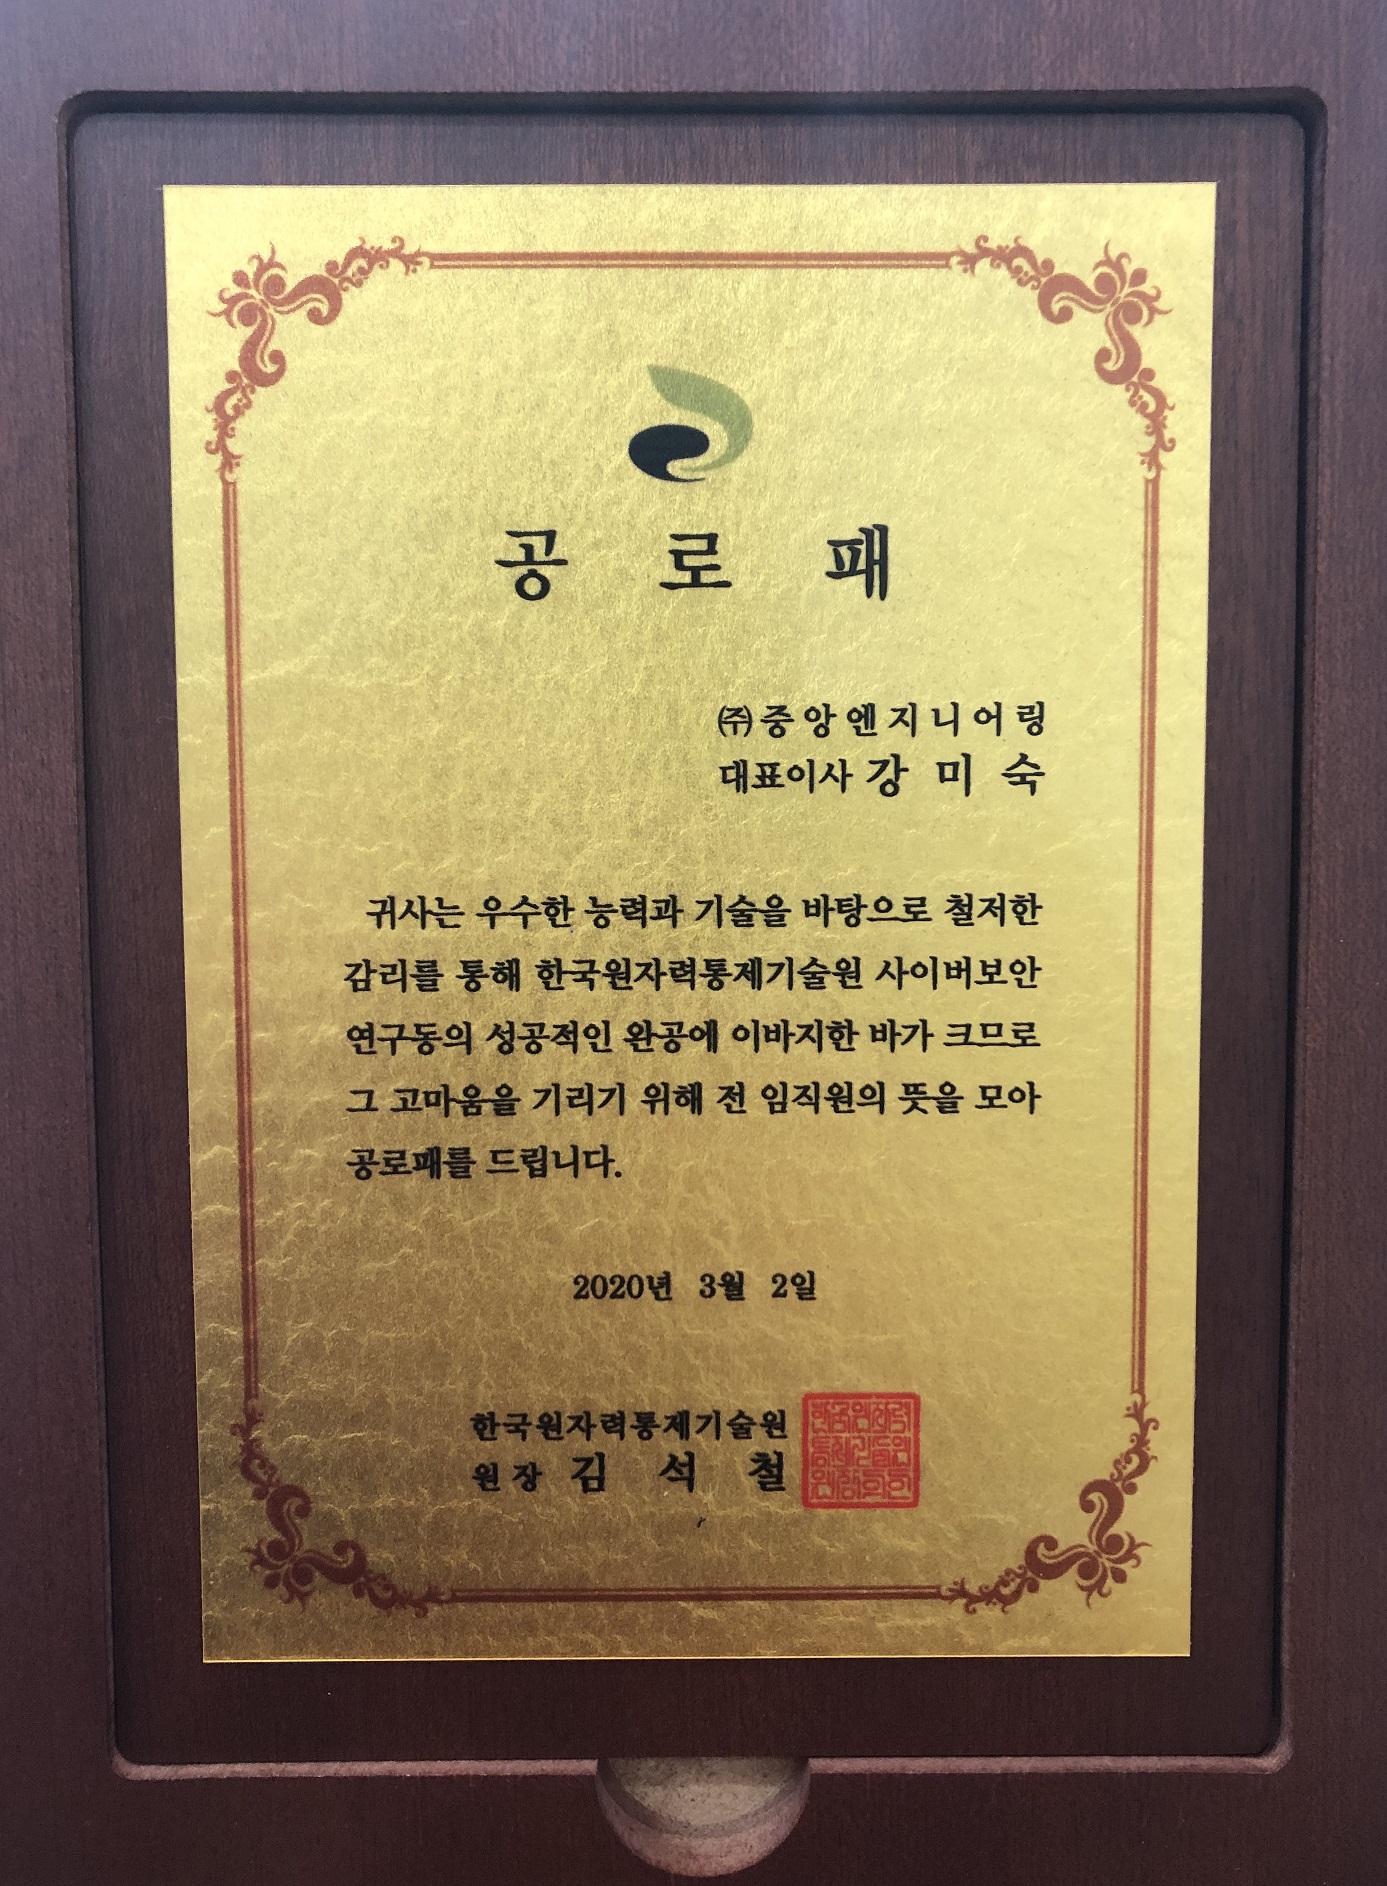 공 로 패
㈜중앙엔지니어링
대표이사 강 미 숙
귀사는 우수한 능력과 기술을 바탕으로 철저한
감리를 통해 한국원자력통제기술원 사이버보안
연구동의 성공적인 완공에 이바지한 바가 크므로
그 고마움을 기리기 위해 전 임직원의 뜻을 모아
공로패를 드립니다.
2020년 3월 2일
한국원자력통제기술원
원장 김 석 철